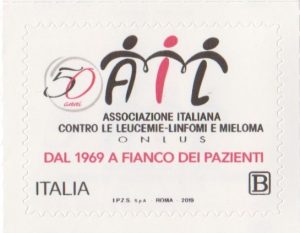 50 anni
AIL
ASSOCIAZIONE ITALIANA
CONTRO LE LEUCEMIE-LINFOMI E MIELOMA
ONLUS
DAL 1969 A FIANCO DEI PAZIENTI
ITALIA B
I.P.Z.S. S.p.A. - ROMA - 2019